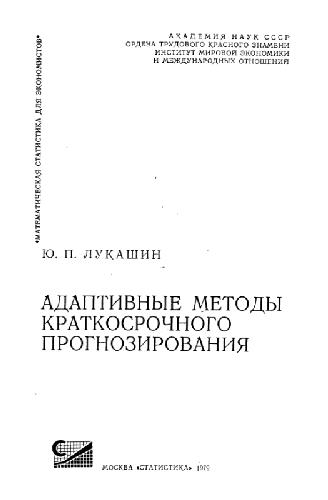 АКАДЕМИЯ НАУК СССР
ОРДЕНА ТРУДОВОГО КРАСНОГО ЗНАМЕНИ
ИНСТИТУТ МИРОВОЙ ЭКОНОМИКИ
И МЕЖДУНАРОДНЫХ ОТНОШЕНИЙ
«МАТЕМАТИЧЕСКАЯ СТАТИСТИКА ДЛЯ ЭКОНОМИСТОВ»
Ю. П. ЛУКАШИН
АДАПТИВНЫЕ МЕТОДЫ
КРАТКОСРОЧНОГО
ПРОГНОЗИРОВАНИЯ
МОСКВА «СТАТИСТИКА» 1979